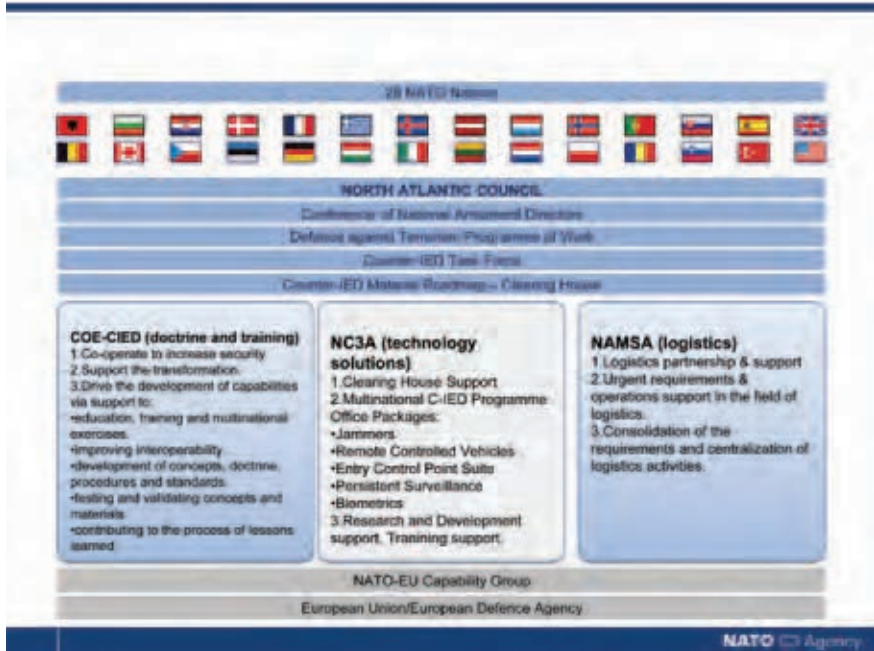 28 NATO Nations
NORTH ATLANTIC COUNCIL
Conference of National Armament Directors
Defence against Terrorism Programme of Work
Counter-IED Task Force
Counter-IED Material Roadmap – Clearing House
COE-CIED (doctrine and training)
1.Co-operate to increase security
2.Support the transformation.
3.Drive the development of capabilities
via support to:
•education, training and multinational
exercises.
•improving interoperability
•development of concepts, doctrine,
procedures and standards.
•testing and validating concepts and
materials.
•contributing to the process of lessons
learned
NC3A (technology
solutions)
1.Clearing House Support
2.Multinational C-IED Programme
Office Packages:
•Jammers
•Remote Controlled Vehicles
•Entry Control Point Suite
•Persistent Surveillance
•Biometrics
3.Research and Development
support, Tranining support.
NAMSA (logistics)
1.Logistics partnership & support
2.Urgent requirements &
operations support in the field of
logistics.
3.Consolidation of the
requirements and centralization of
logistics activities.
NATO-EU Capability Group
European Union/European Defence Agency
NATO C3 Agency